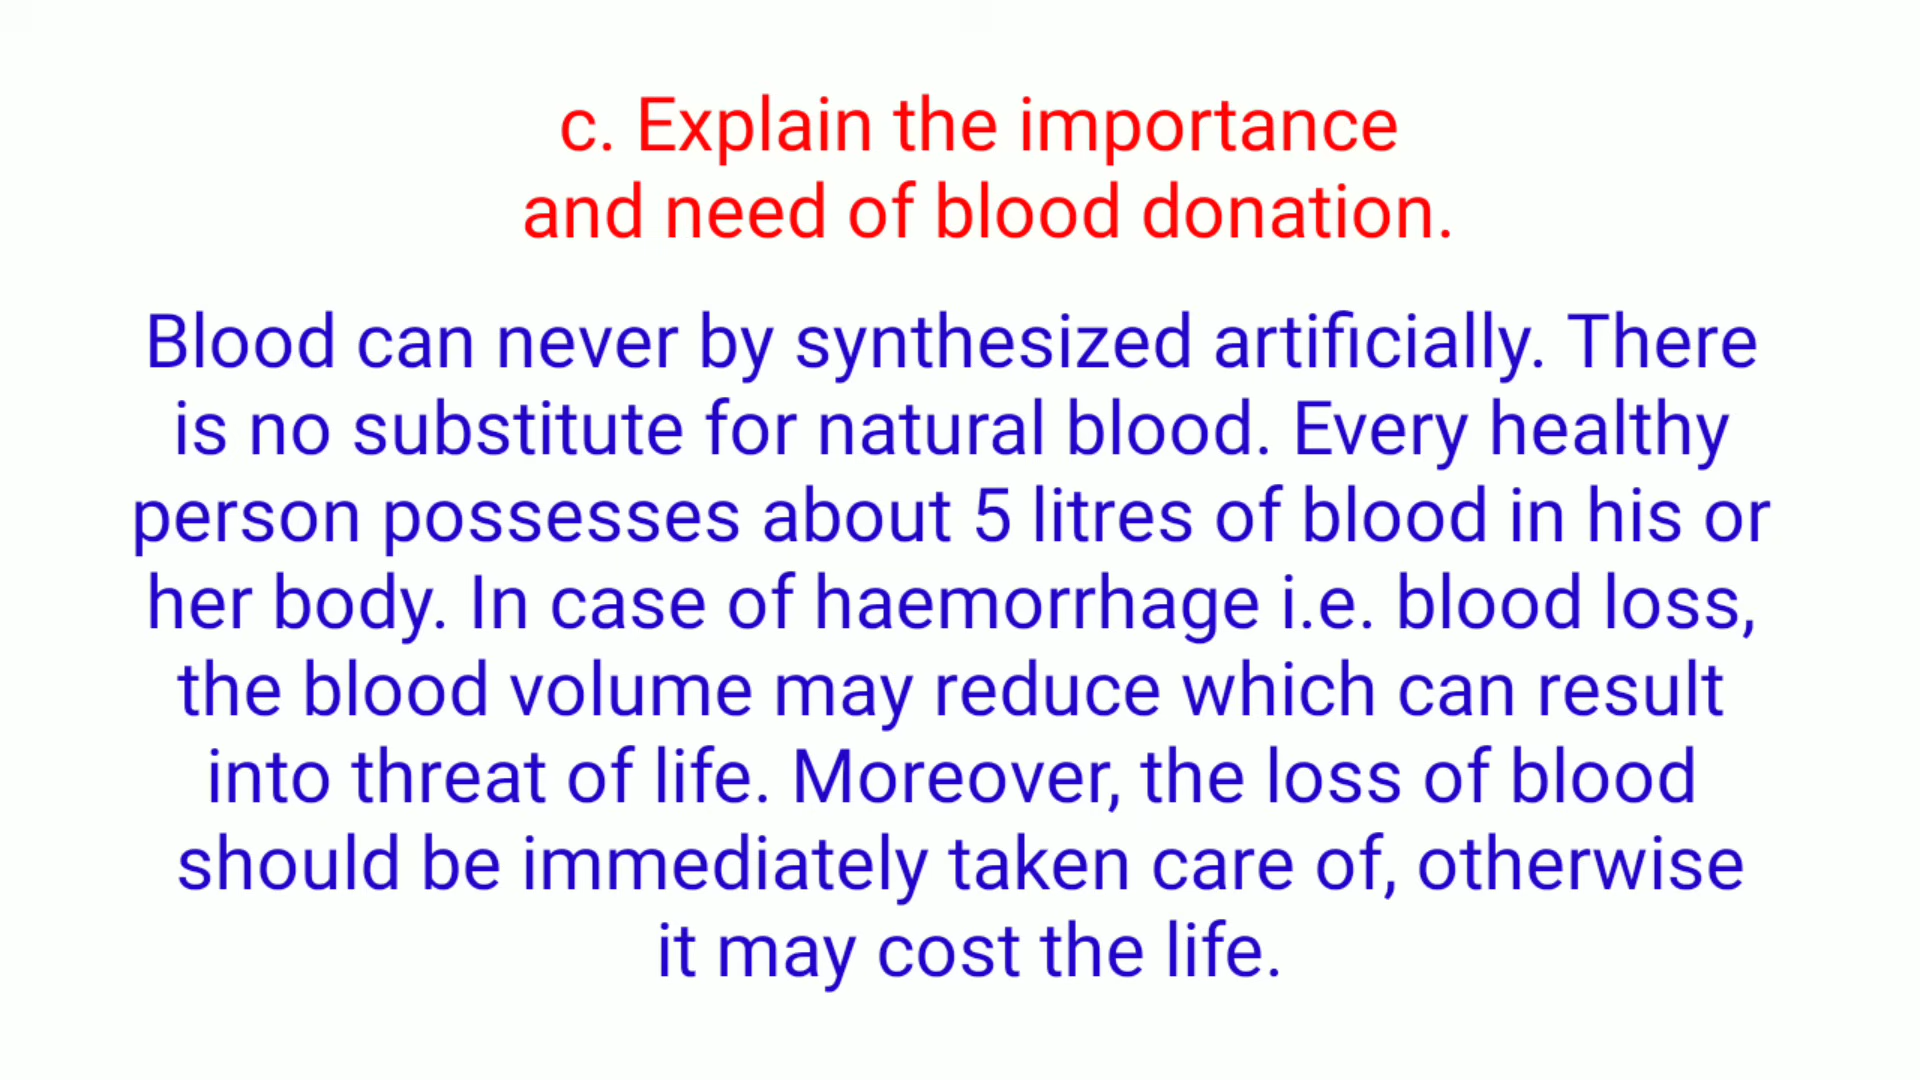 c. Explain the importance
and need of blood donation.
Blood can never by synthesized artificially. There
is no substitute for natural blood. Every healthy
person possesses about 5 litres of blood in his or
her body. In case of haemorrhage i.e. blood loss,
the blood volume may reduce which can result
into threat of life. Moreover, the loss of blood
should be immediately taken care of, otherwise
it may cost the life.